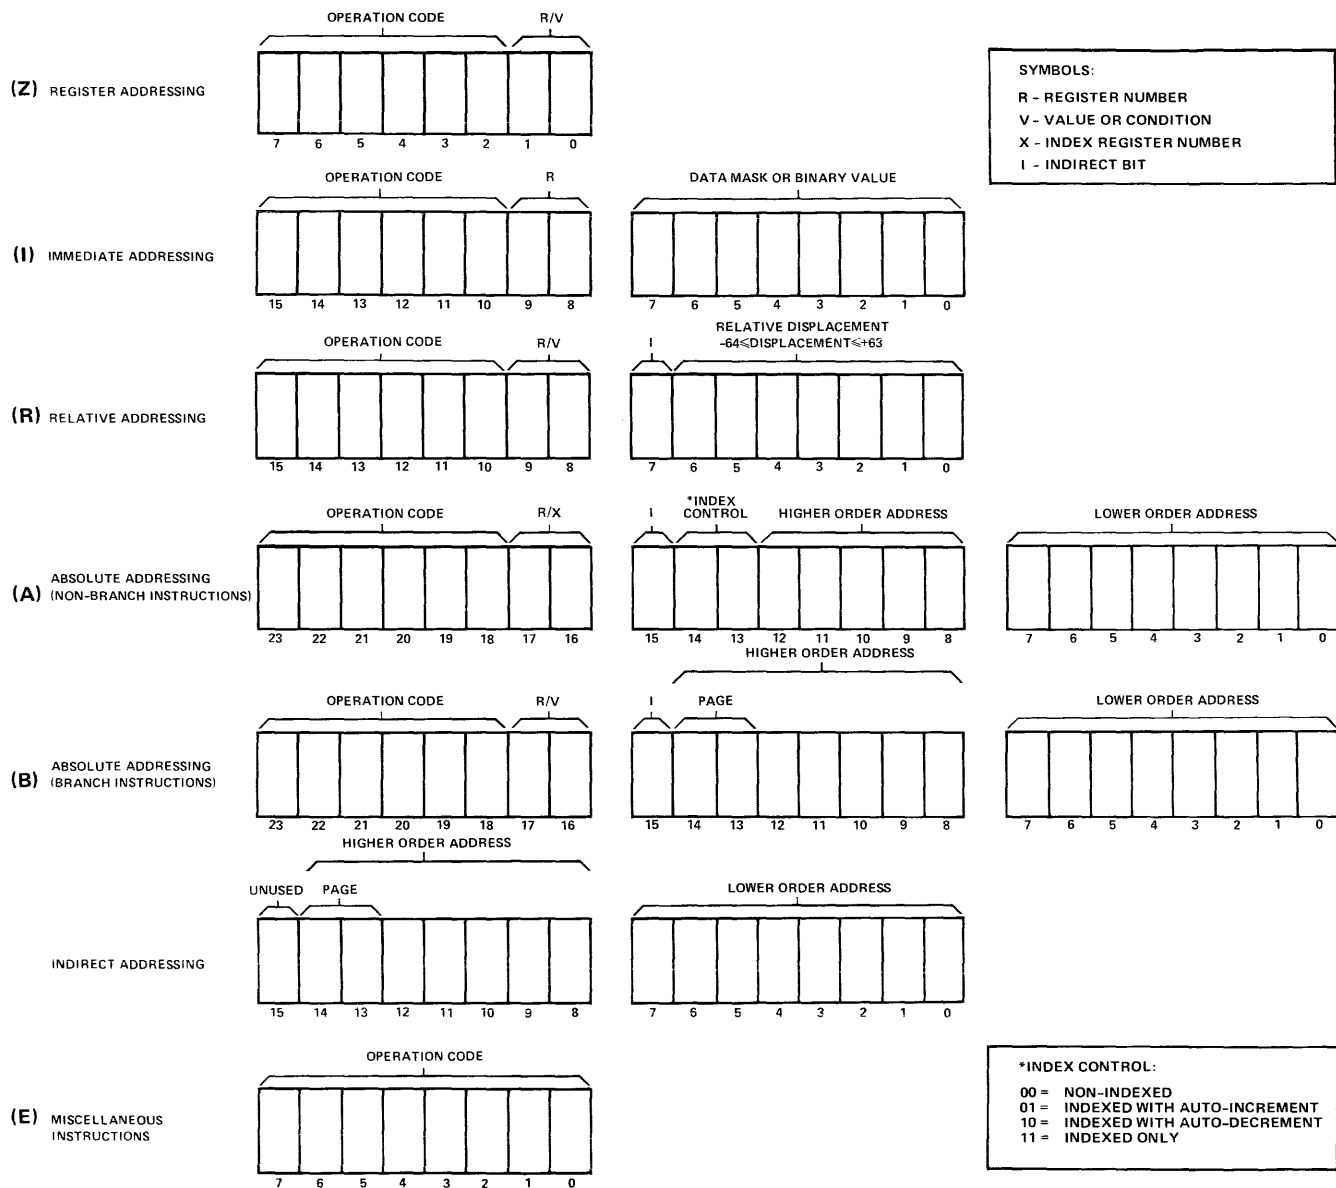 OPERATION CODE R/V
(Z) REGISTER ADDRESSING
7 6 5 4 3 2 1 0
SYMBOLS:
R - REGISTER NUMBER
V - VALUE OR CONDITION
X - INDEX REGISTER NUMBER
I - INDIRECT BIT
OPERATION CODE R DATA MASK OR BINARY VALUE
(I) IMMEDIATE ADDRESSING
15 14 13 12 11 10 9 8 7 6 5 4 3 2 1 0
RELATIVE DISPLACEMENT
OPERATION CODE R/V I -64⩽DISPLACEMENT⩽+63
(R) RELATIVE ADDRESSING
15 14 13 12 11 10 9 8 7 6 5 4 3 2 1 0
*INDEX
OPERATION CODE R/X I CONTROL HIGHER ORDER ADDRESS LOWER ORDER ADDRESS
ABSOLUTE ADDRESSING
(A) (NON-BRANCH INSTRUCTIONS)
23 22 21 20 19 18 17 16 15 14 13 12 11 10 9 8 7 6 5 4 3 2 1 0
HIGHER ORDER ADDRESS
OPERATION CODE R/V I PAGE LOWER ORDER ADDRESS
ABSOLUTE ADDRESSING
(B) (BRANCH INSTRUCTIONS)
23 22 21 20 19 18 17 16 15 14 13 12 11 10 9 8 7 6 5 4 3 2 1 0
HIGHER ORDER ADDRESS
UNUSED PAGE LOWER ORDER ADDRESS
INDIRECT ADDRESSING
15 14 13 12 11 10 9 8 7 6 5 4 3 2 1 0
OPERATION CODE
(E) MISCELLANEOUS
INSTRUCTIONS
7 6 5 4 3 2 1 0
*INDEX CONTROL:
00 = NON-INDEXED
01 = INDEXED WITH AUTO-INCREMENT
10 = INDEXED WITH AUTO-DECREMENT
11 = INDEXED ONLY